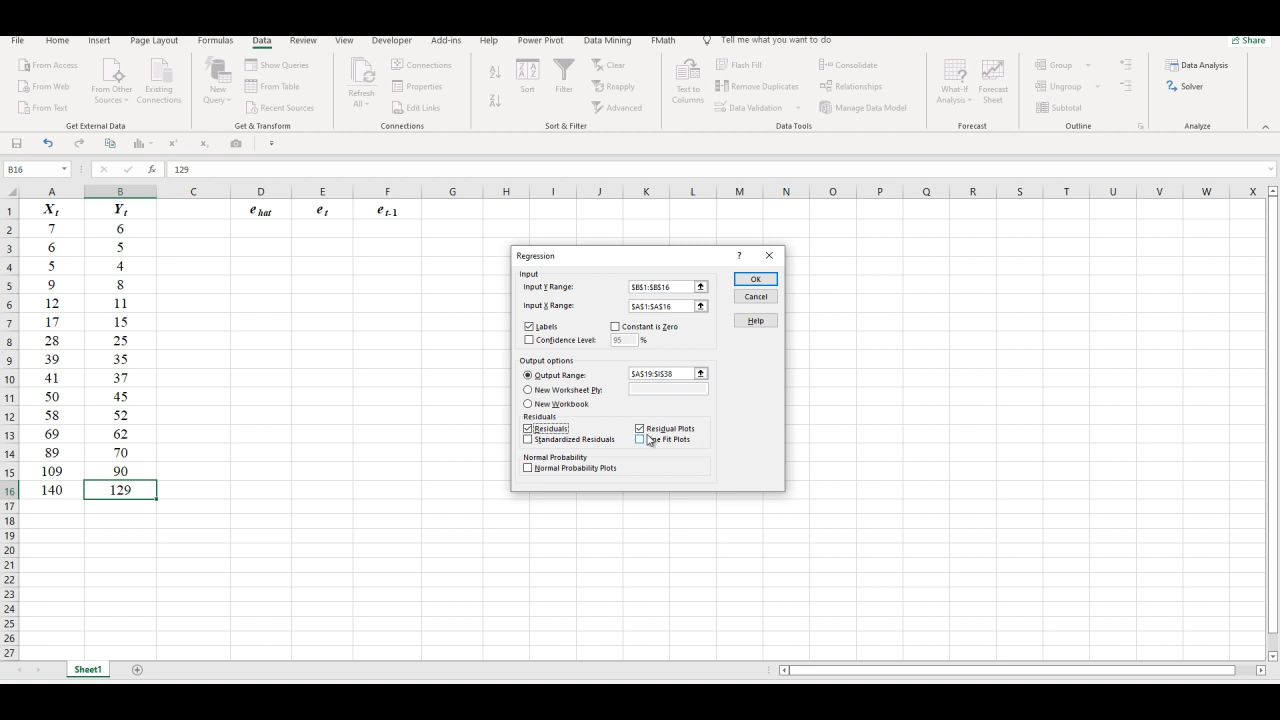 File Home Insert Page Layout Formulas Data Review View Developer Add-ins Help Power Pivot Data Mining FMath Tell me what you want to do Share
From Access Show Queries Connections Clear Flash Fill Consolidate Group Data Analysis
From Web From Table Properties Reapply Remove Duplicates Relationships Ungroup Solver
From Text Recent Sources Edit Links Advanced Data Validation Manage Data Model Subtotal
From Other Sources Existing Connections New Query Refresh All Sort Filter Text to Columns What-If Analysis Forecast Sheet
Get External Data Get & Transform Connections Sort & Filter Data Tools Forecast Outline Analyze
B16 fx 129
A B C D E F G H I J K L M N O P Q R S T U V W X
1 Xt Yt e hat et et-1
2 7 6
3 6 5
4 5 4
5 9 8
6 12 11
7 17 15
8 28 25
9 39 35
10 41 37
11 50 45
12 58 52
13 69 62
14 89 70
15 109 90
16 140 129
17
18
19
20
21
22
23
24
25
26
27
Regression ?
Input
Input Y Range: $B$1:$B$16 OK
Input X Range: $A$1:$A$16 Cancel
Labels Constant is Zero Help
Confidence Level: 95 %
Output options
Output Range: $A$19:$I$38
New Worksheet Ply:
New Workbook
Residuals
Residuals Residual Plots
Standardized Residuals Fit Plots
Normal Probability
Normal Probability Plots
Sheet1